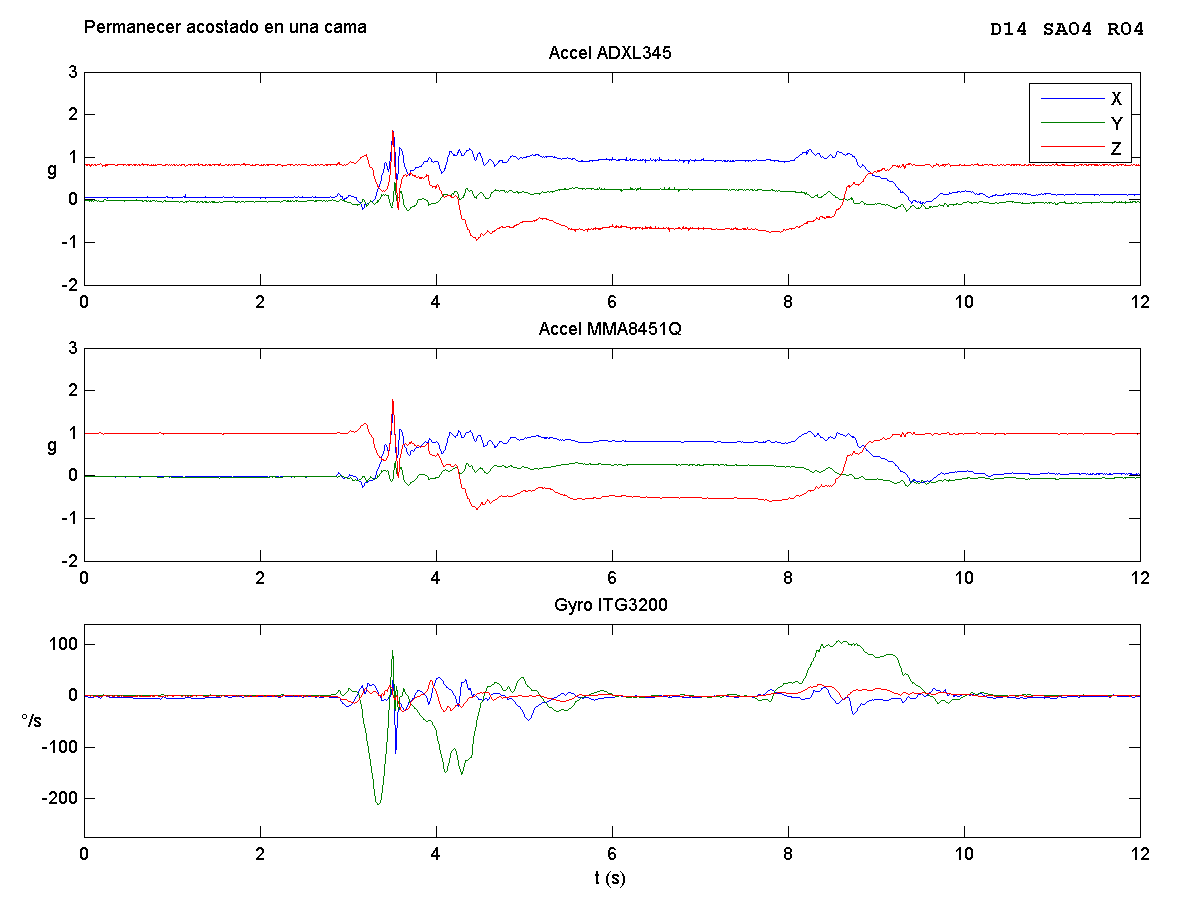 Permanecer acostado en una cama
D14 SA04 R04
Accel ADXL345
3
2
1
0
-1
-2
g
X
Y
Z
0 2 4 6 8 10 12
Accel MMA8451Q
3
2
1
0
-1
-2
g
0 2 4 6 8 10 12
Gyro ITG3200
100
0
-100
-200
°/s
0 2 4 6 8 10 12
t (s)